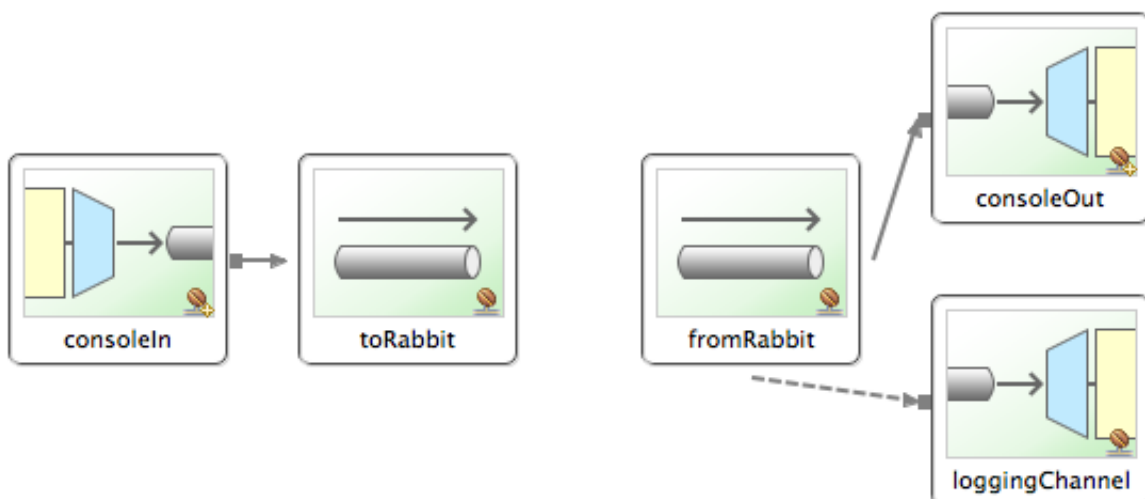 consoleIn
toRabbit
fromRabbit
consoleOut
loggingChannel